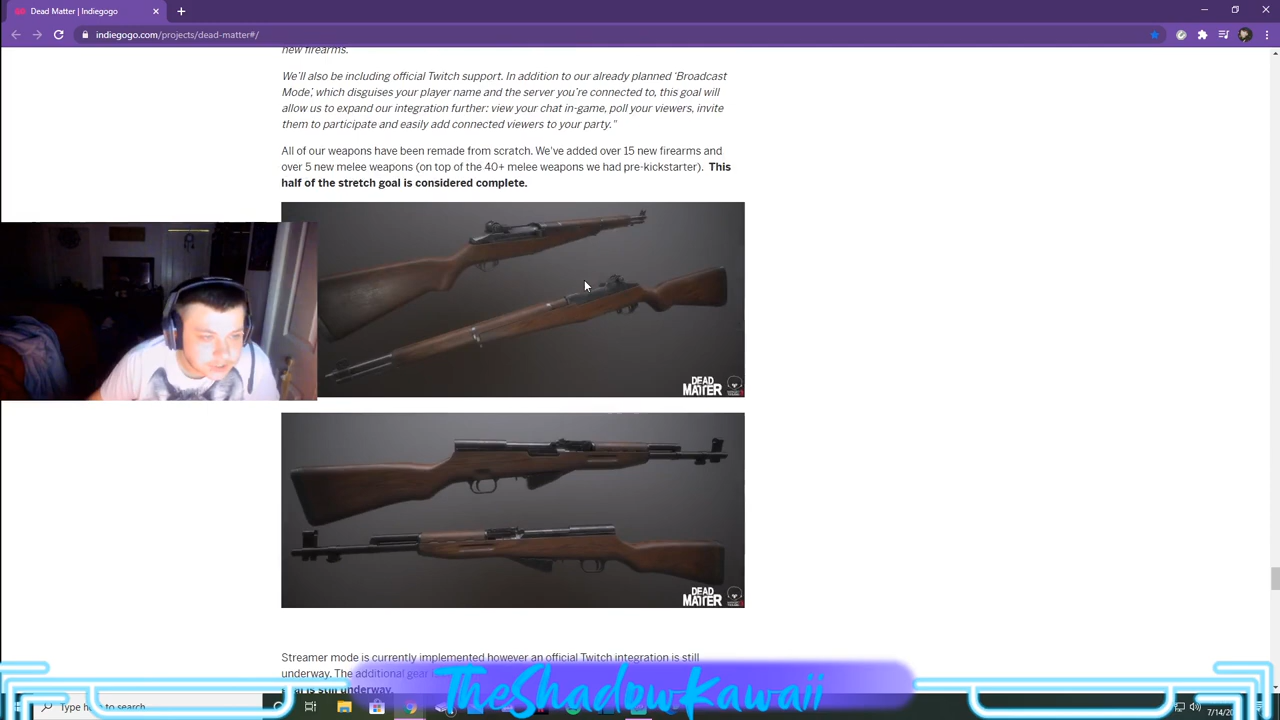 Dead Matter | Indiegogo
indiegogo.com/projects/dead-matter#/
new firearms.
We'll also be including official Twitch support. In addition to our already planned 'Broadcast
Mode', which disguises your player name and the server you're connected to, this goal will
allow us to expand our integration further: view your chat in-game, poll your viewers, invite
them to participate and easily add connected viewers to your party."
All of our weapons have been remade from scratch. We've added over 15 new firearms and
over 5 new melee weapons (on top of the 40+ melee weapons we had pre-kickstarter). This
half of the stretch goal is considered complete.
DEAD MATTER
DEAD MATTER
Streamer mode is currently implemented however an official Twitch integration is still
underway. The additional gear
is still underway.
TheShadowKawaii
Type here to search
7/14/20